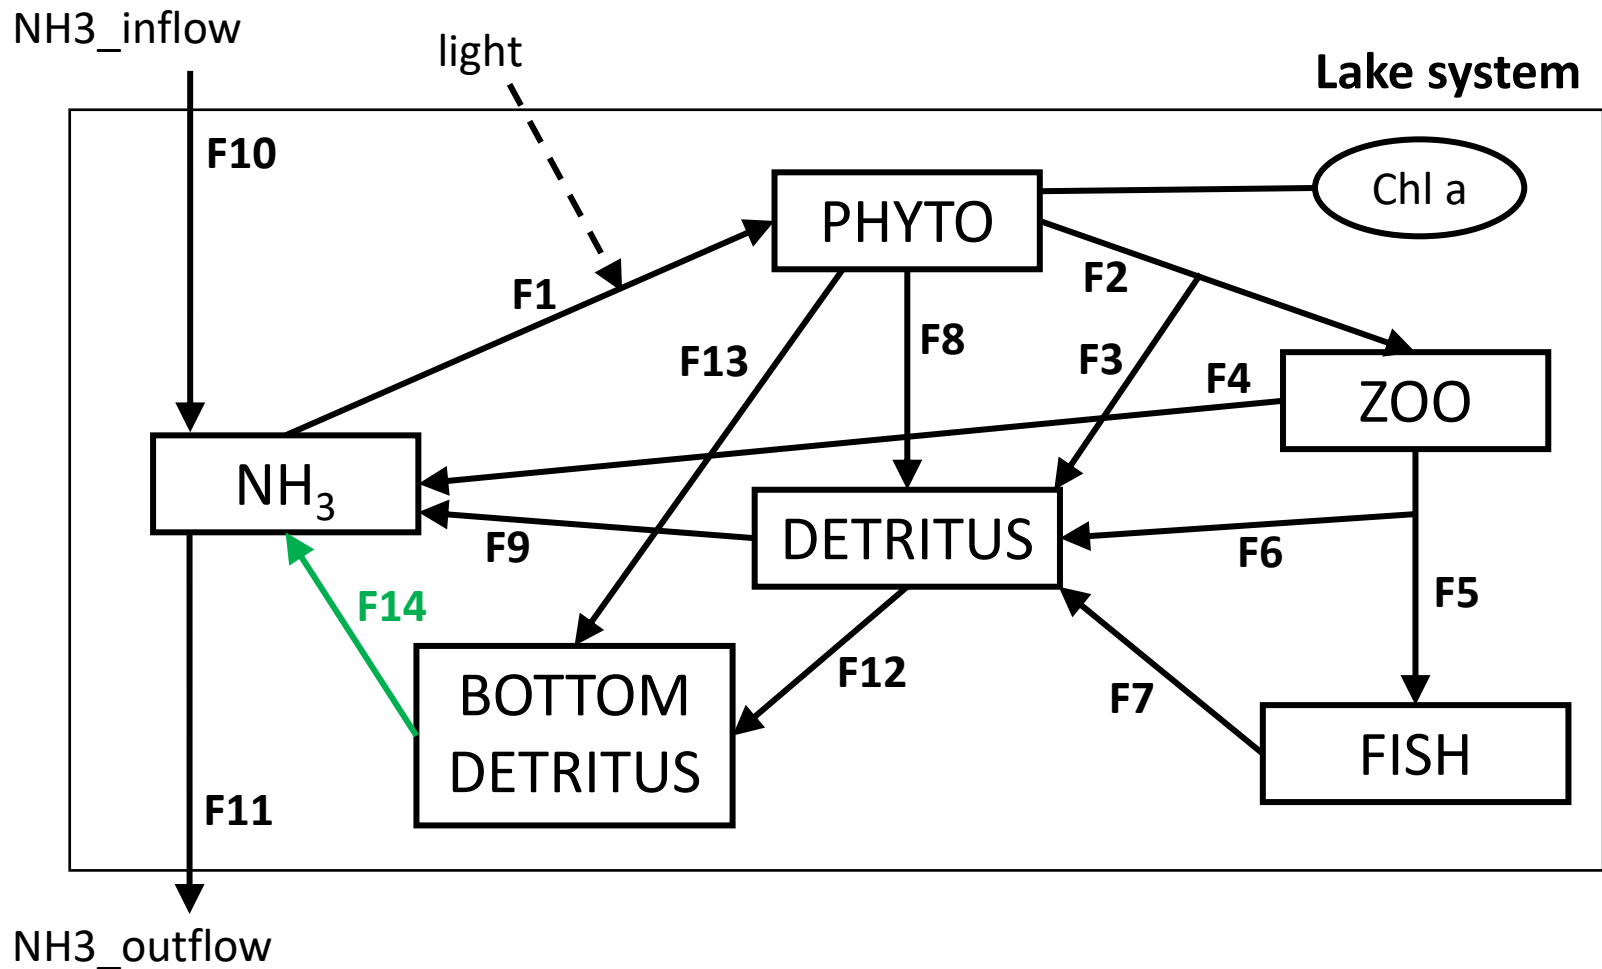 NH3_inflow
light
Lake system
F10
Chl a
PHYTO
F1
F2
F13
F8
F3
F4
ZOO
NH₃
DETRITUS
F9
F6
F14
F5
F12
F7
BOTTOM
DETRITUS
FISH
F11
NH3_outflow